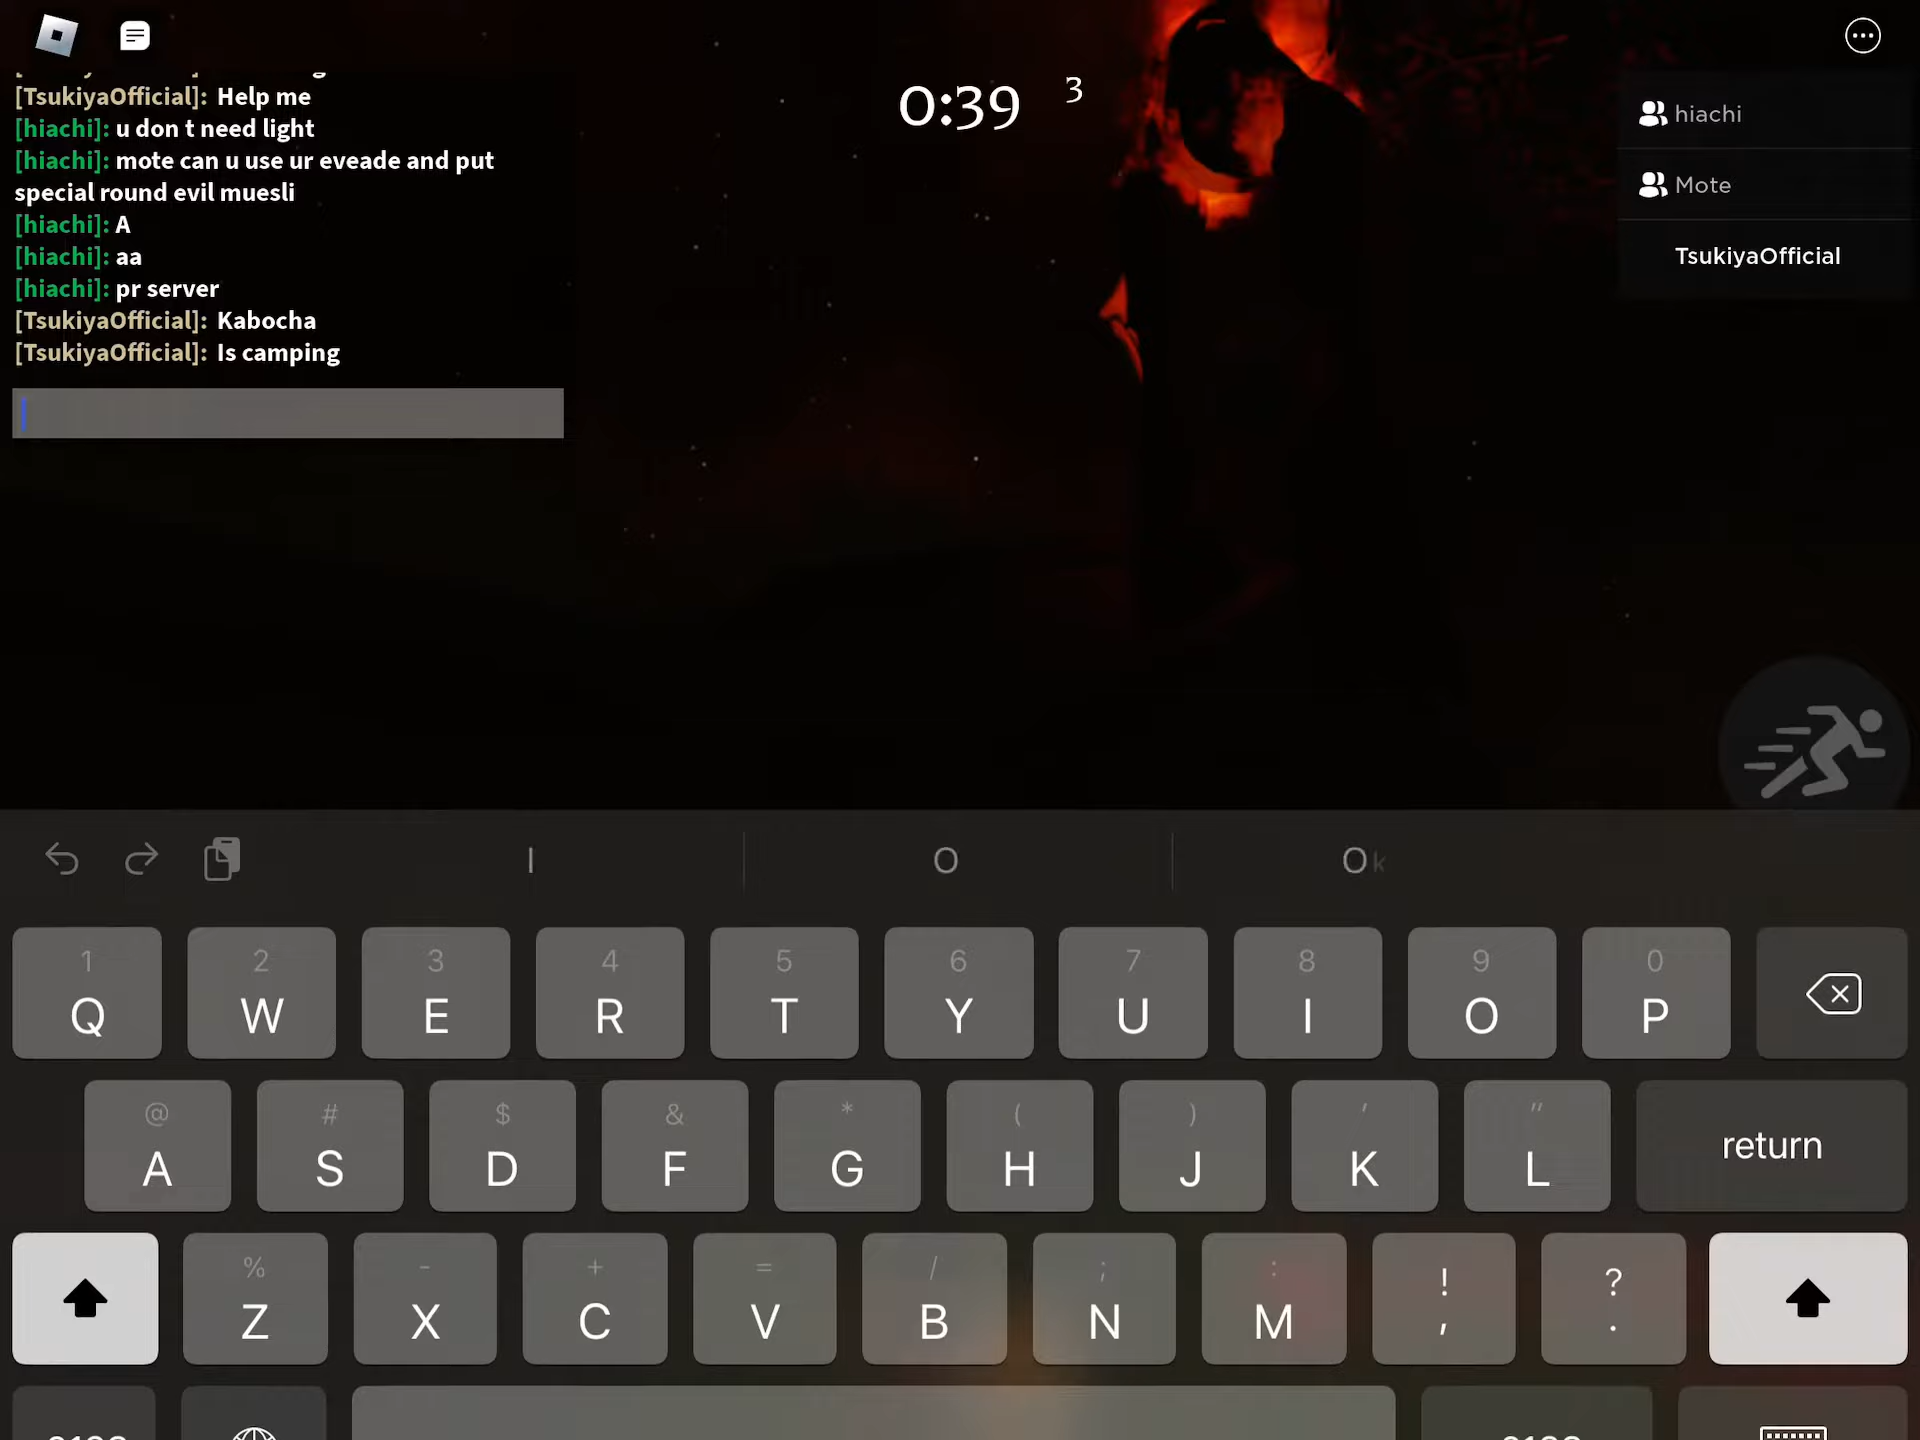 [TsukiyaOfficial]: Help me
[hiachi]: u don t need light
[hiachi]: mote can u use ur eveade and put
special round evil muesli
[hiachi]: A
[hiachi]: aa
[hiachi]: pr server
[TsukiyaOfficial]: Kabocha
[TsukiyaOfficial]: Is camping
0:39 3
hiachi
Mote
TsukiyaOfficial
I O Ok
1 2 3 4 5 6 7 8 9 0
Q W E R T Y U I O P
@ # $ & * ( ) ' "
A S D F G H J K L return
% - + = / ; : ! ?
Z X C V B N M , .